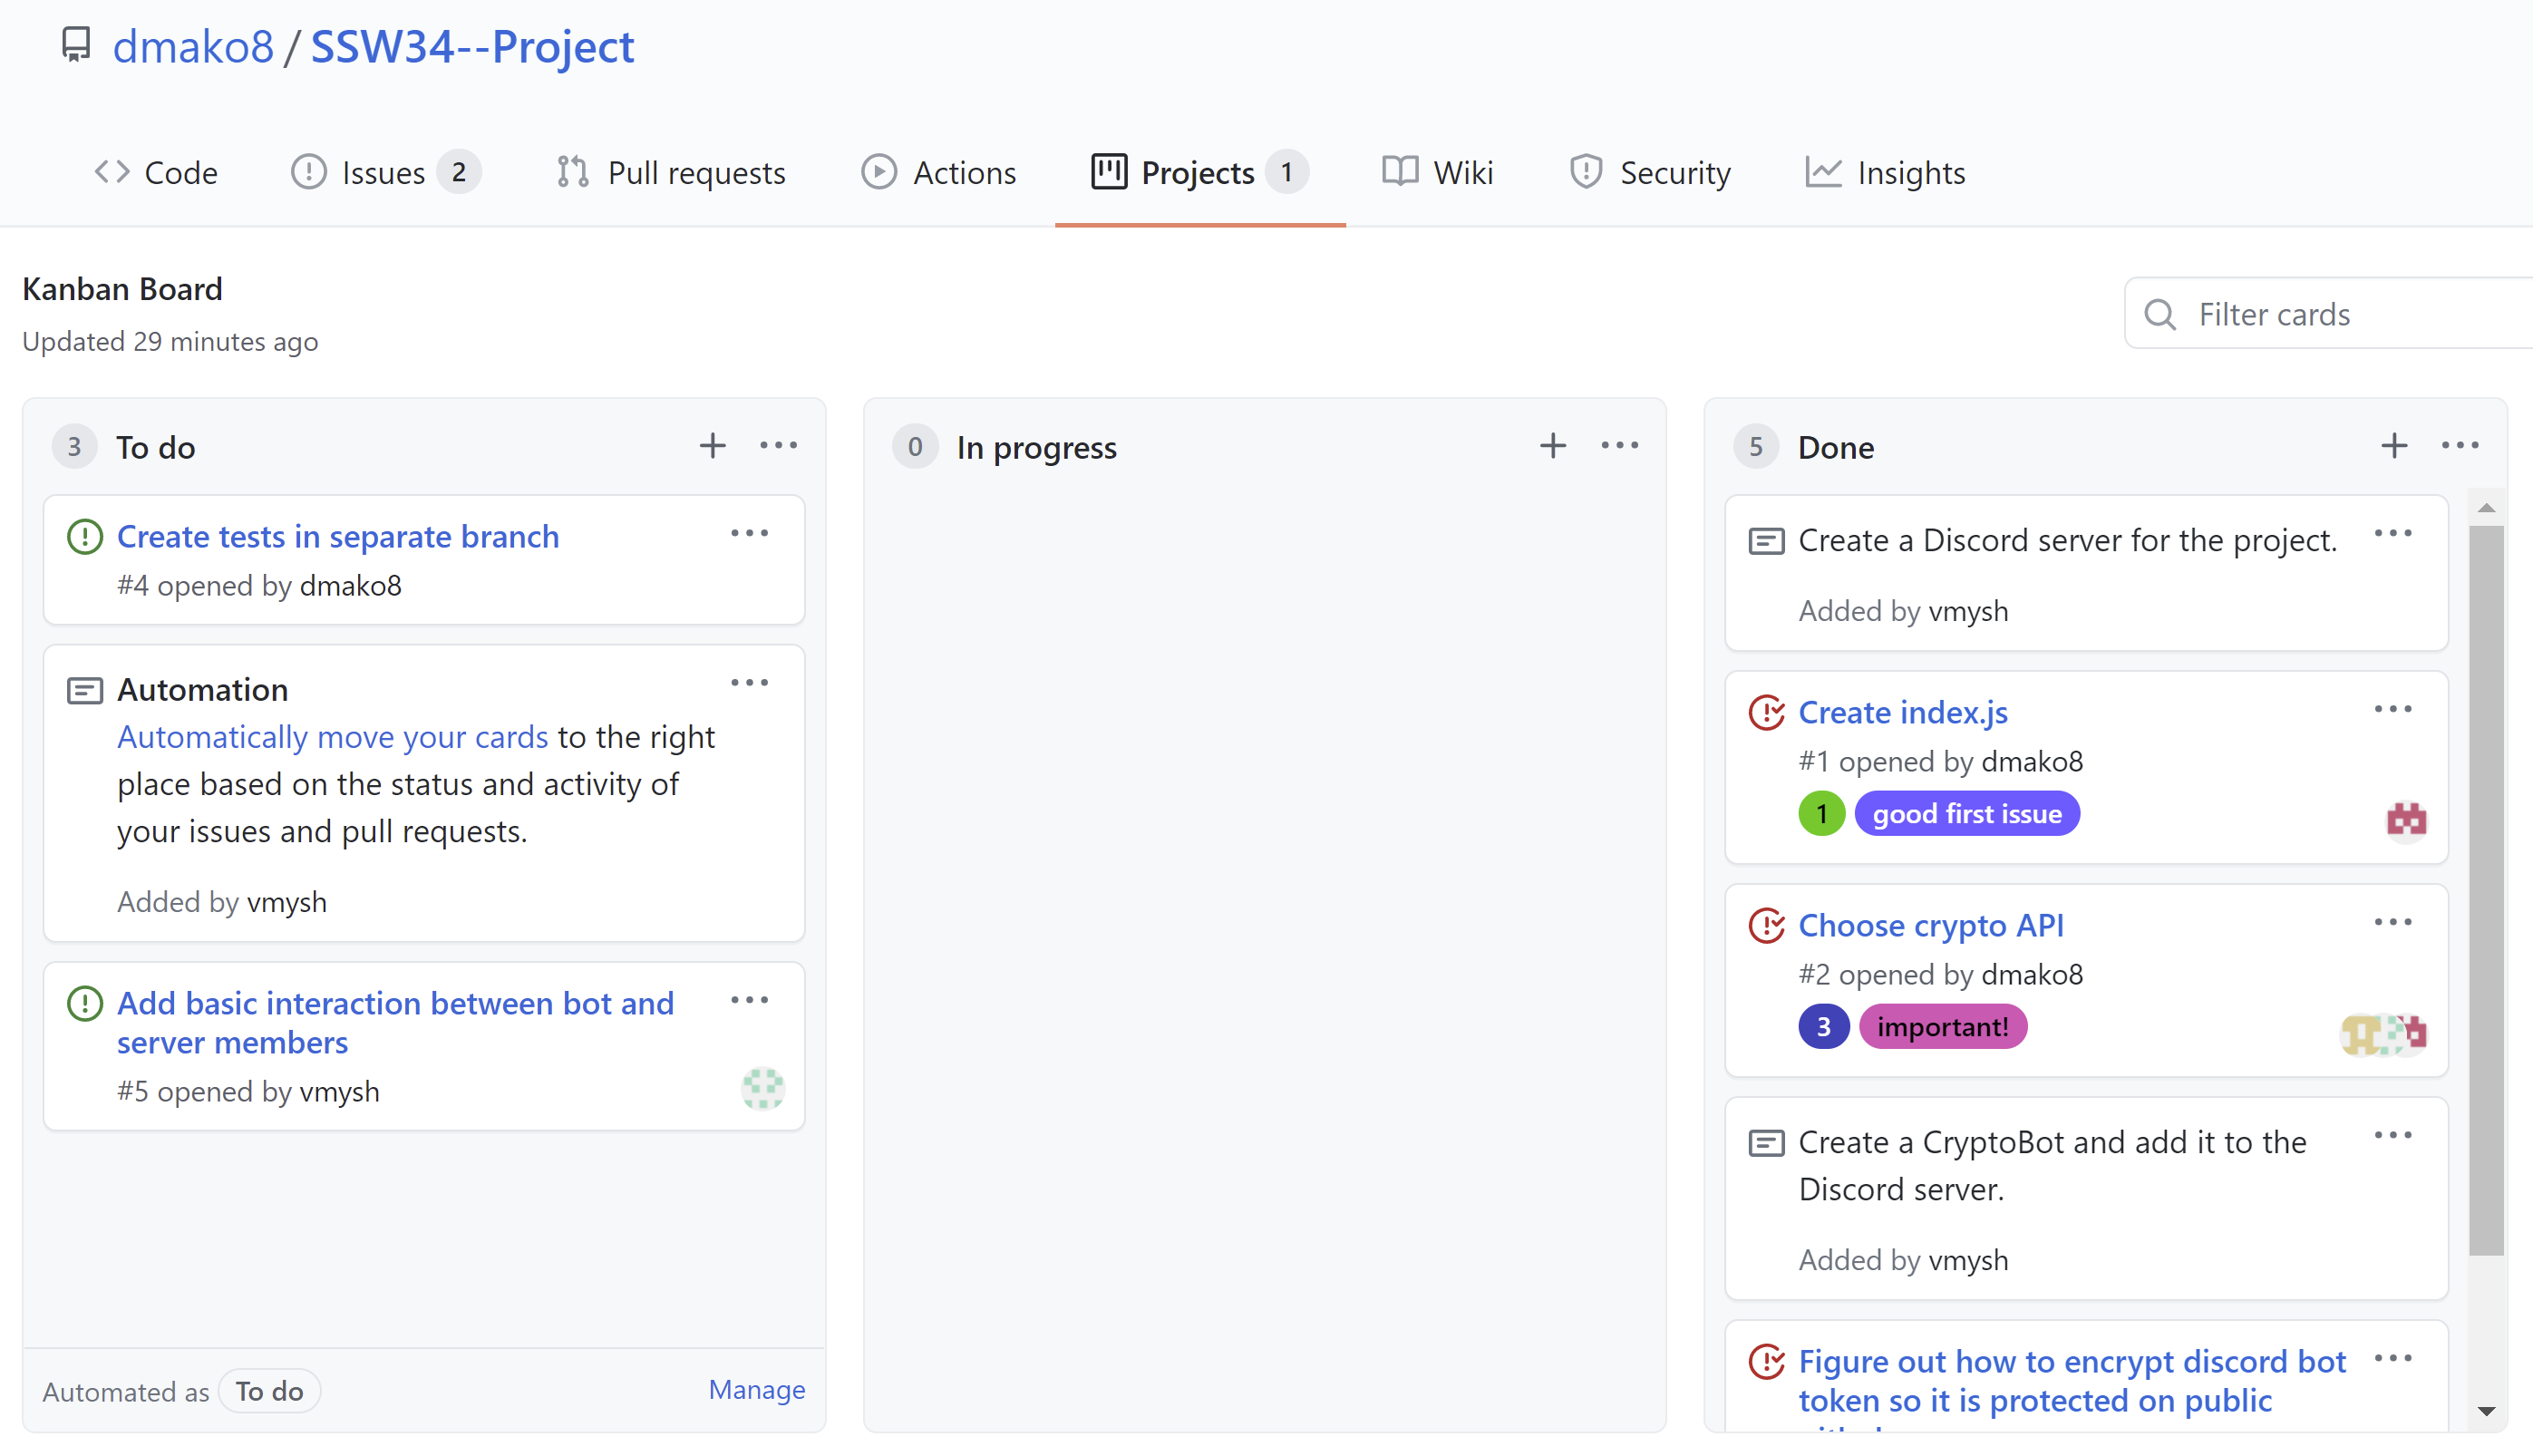 dmako8 / SSW34--Project
Code
Issues 2
Pull requests
Actions
Projects 1
Wiki
Security
Insights
Kanban Board
Updated 29 minutes ago
Filter cards
3 To do
Create tests in separate branch
#4 opened by dmako8
Automation
Automatically move your cards to the right
place based on the status and activity of
your issues and pull requests.
Added by vmysh
Add basic interaction between bot and
server members
#5 opened by vmysh
Automated as To do
Manage
0 In progress
5 Done
Create a Discord server for the project.
Added by vmysh
Create index.js
#1 opened by dmako8
1 good first issue
Choose crypto API
#2 opened by dmako8
3 important!
Create a CryptoBot and add it to the
Discord server.
Added by vmysh
Figure out how to encrypt discord bot
token so it is protected on public